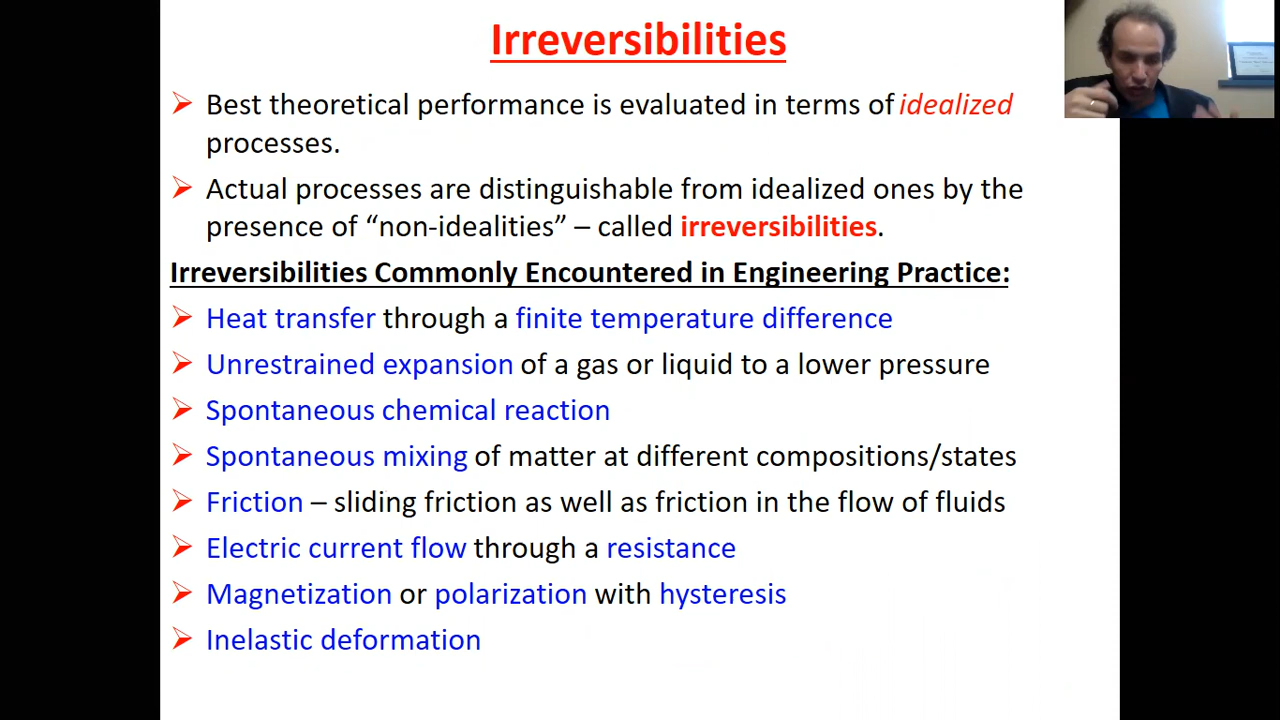 Irreversibilities
Best theoretical performance is evaluated in terms of idealized
processes.
Actual processes are distinguishable from idealized ones by the
presence of “non-idealities” – called irreversibilities.
Irreversibilities Commonly Encountered in Engineering Practice:
Heat transfer through a finite temperature difference
Unrestrained expansion of a gas or liquid to a lower pressure
Spontaneous chemical reaction
Spontaneous mixing of matter at different compositions/states
Friction – sliding friction as well as friction in the flow of fluids
Electric current flow through a resistance
Magnetization or polarization with hysteresis
Inelastic deformation